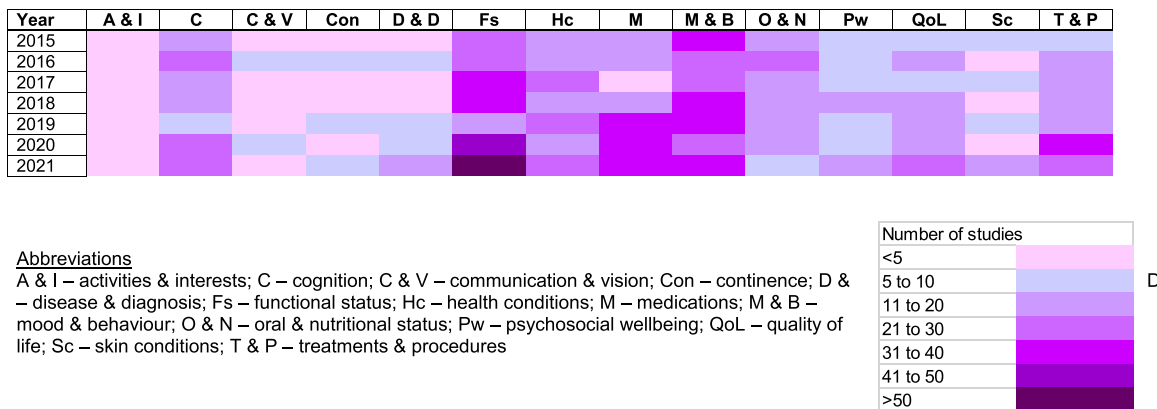 Year A & I C C & V Con D & D Fs Hc M M & B O & N Pw QoL Sc T & P
2015
2016
2017
2018
2019
2020
2021
Number of studies
<5
5 to 10
11 to 20
21 to 30
31 to 40
41 to 50
>50
Abbreviations
A & I – activities & interests; C – cognition; C & V – communication & vision; Con – continence; D & D
– disease & diagnosis; Fs – functional status; Hc – health conditions; M – medications; M & B –
mood & behaviour; O & N – oral & nutritional status; Pw – psychosocial wellbeing; QoL – quality of
life; Sc – skin conditions; T & P – treatments & procedures